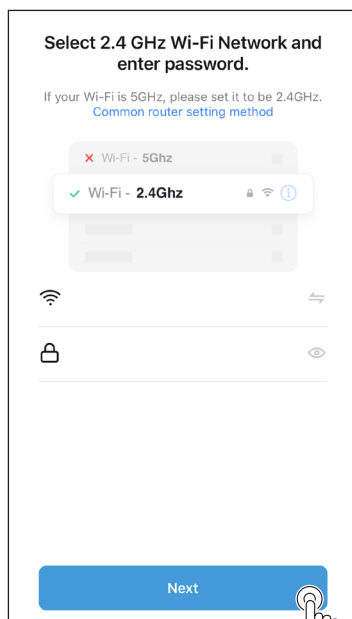 Select 2.4 GHz Wi-Fi Network and
enter password.
If your Wi-Fi is 5GHz, please set it to be 2.4GHz.
Common router setting method
Wi-Fi - 5Ghz
Wi-Fi - 2.4Ghz
Next